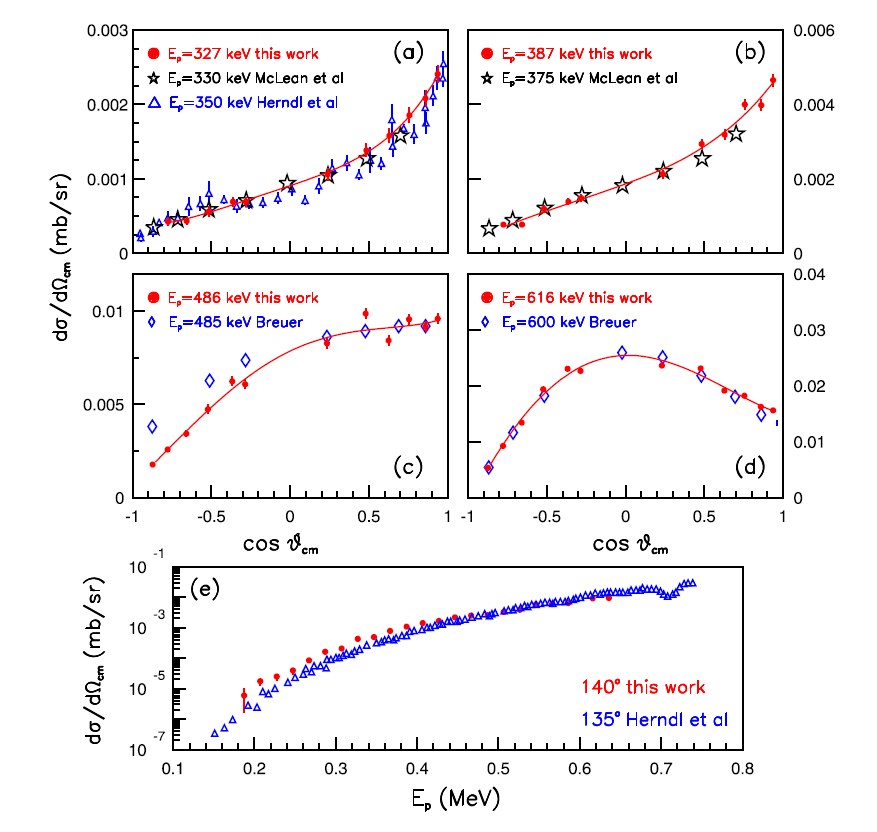 0.003
0.002
0.001
0
E_p=327 keV this work
E_p=330 keV McLean et al
E_p=350 keV Herndl et al
(a)
E_p=387 keV this work
E_p=375 keV McLean et al
(b)
0.006
0.004
0.002
0
dσ/dΩ_cm (mb/sr)
0.01
0.005
0
E_p=486 keV this work
E_p=485 keV Breuer
(c)
E_p=616 keV this work
E_p=600 keV Breuer
(d)
0.04
0.03
0.02
0.01
0
-1 -0.5 0 0.5 1
-1 -0.5 0 0.5 1
cos ϑ_cm
cos ϑ_cm
dσ/dΩ_cm (mb/sr)
10^-1
10^-3
10^-5
10^-7
(e)
140° this work
135° Herndl et al
0.1 0.2 0.3 0.4 0.5 0.6 0.7 0.8
E_p (MeV)